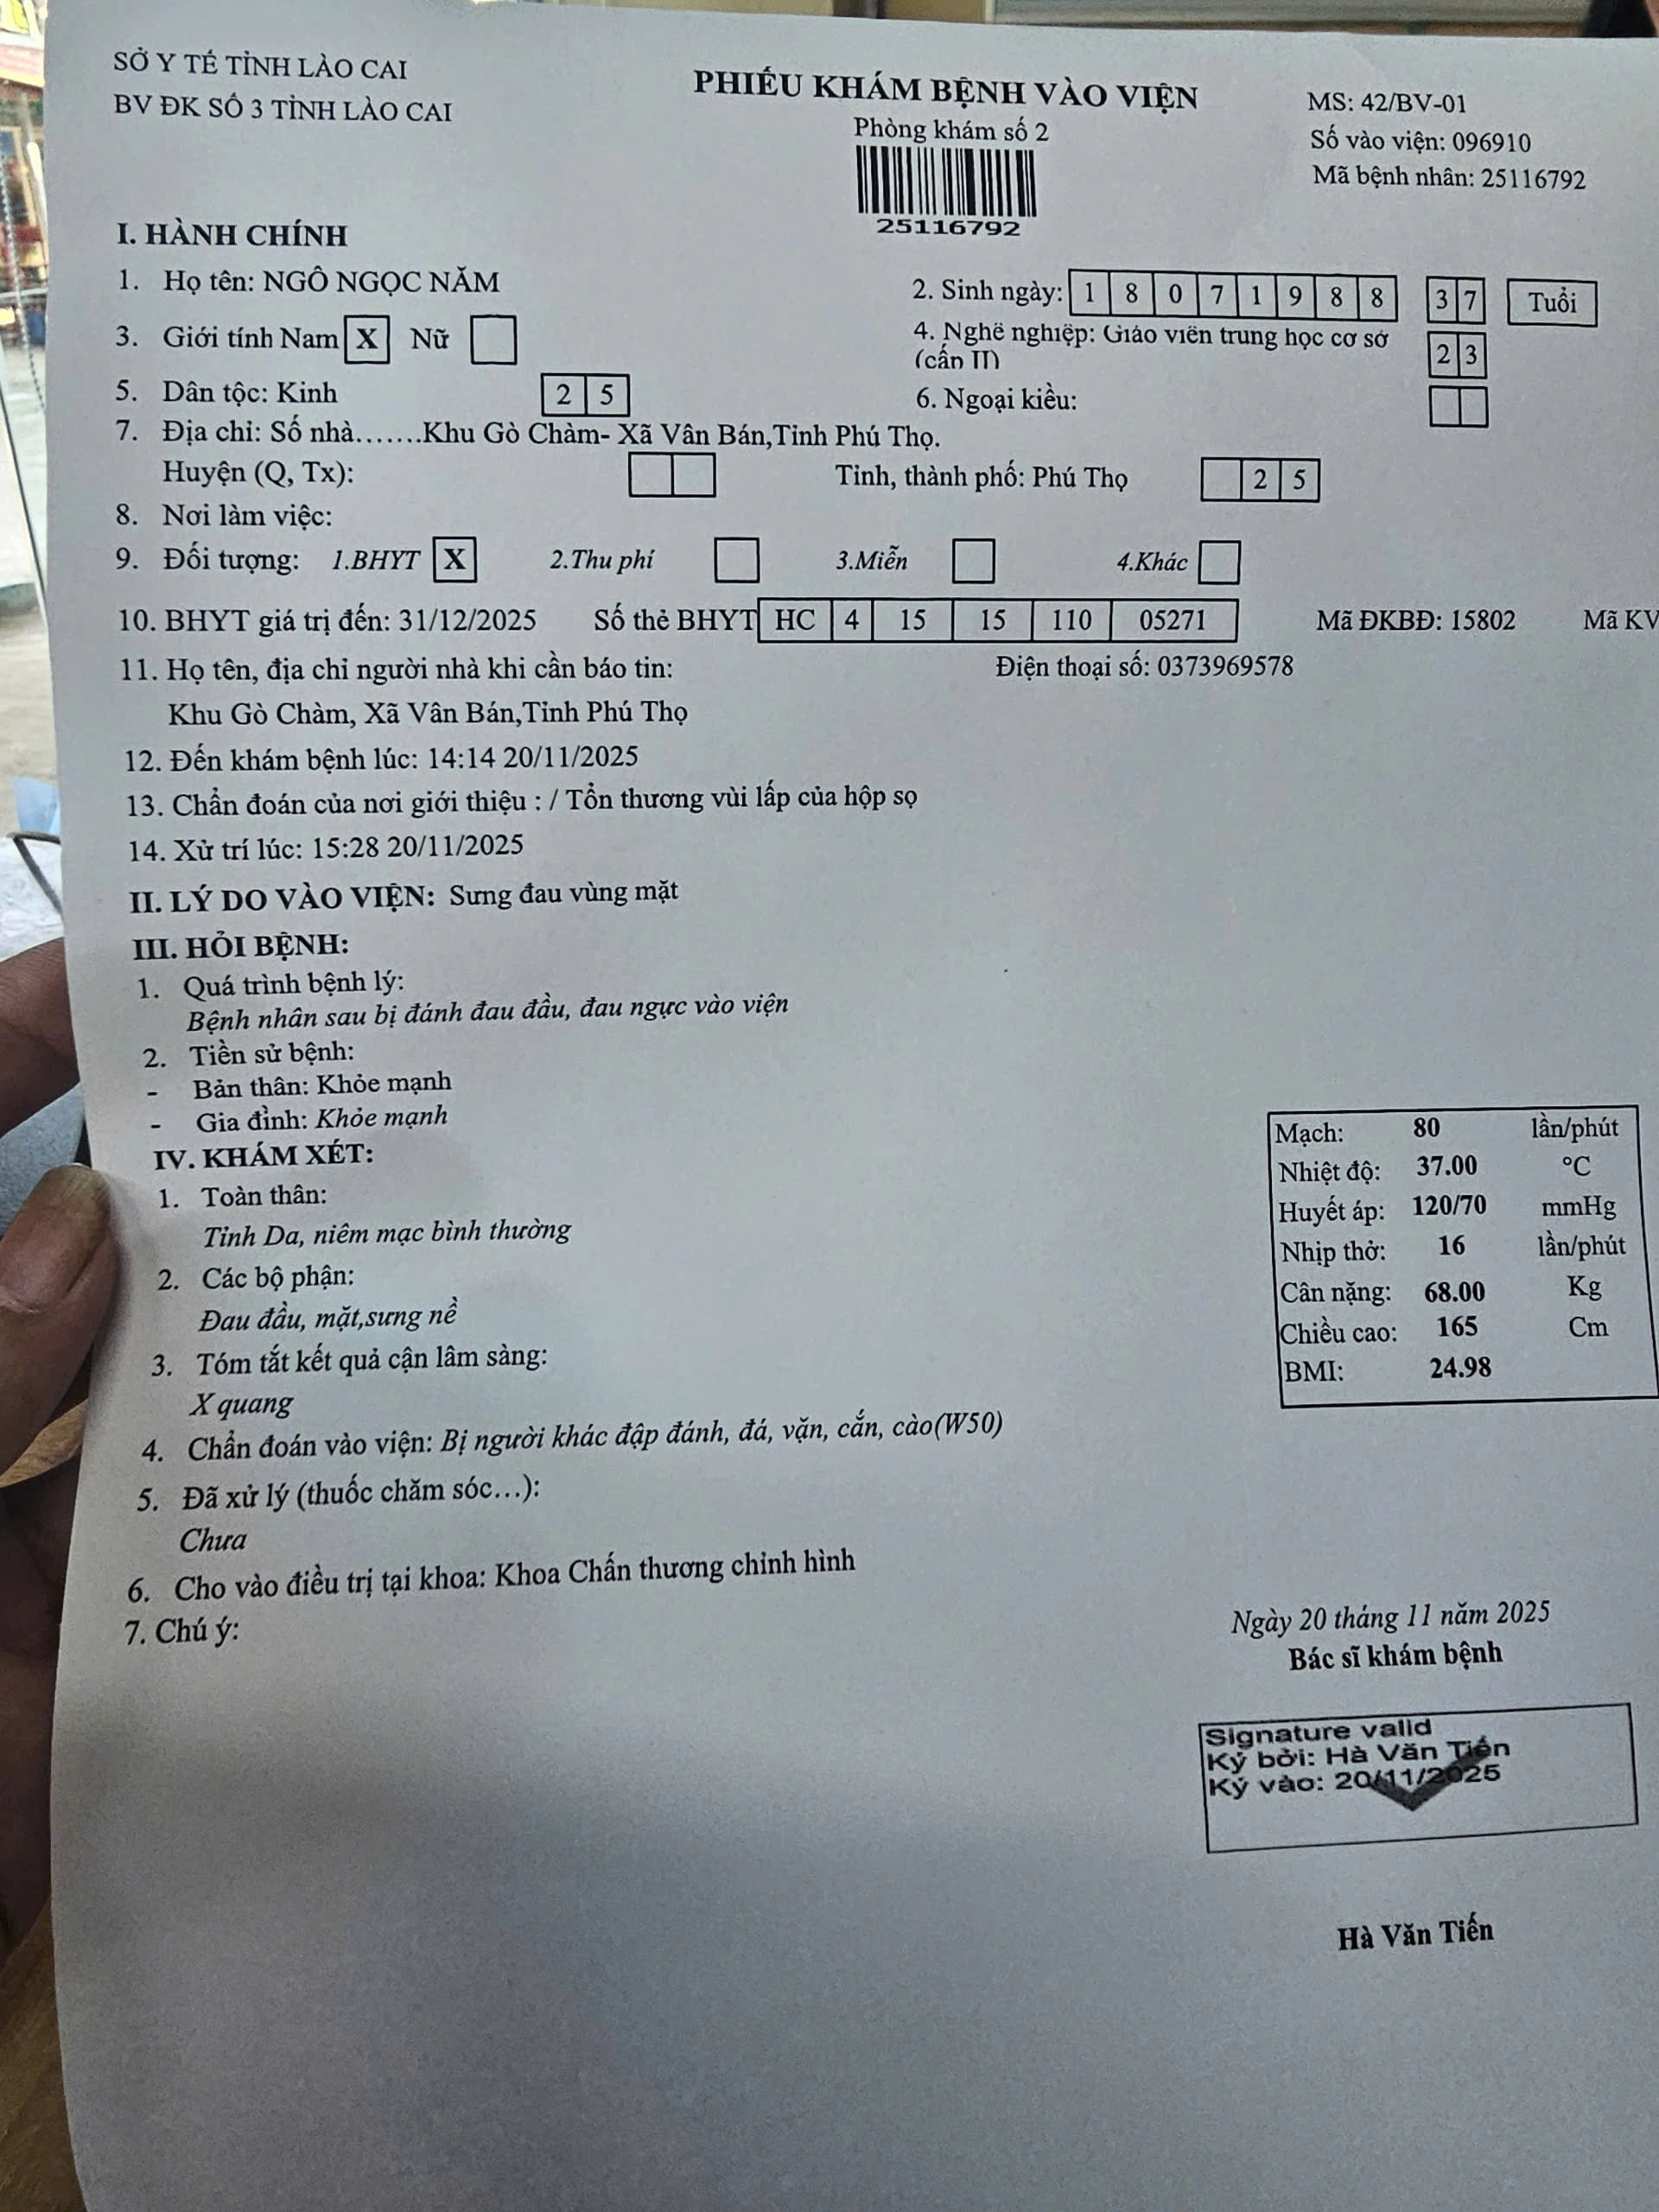 SỞ Y TẾ TỈNH LÀO CAI
BV ĐK SỐ 3 TỈNH LÀO CAI
PHIẾU KHÁM BỆNH VÀO VIỆN
Phòng khám số 2
25116792
MS: 42/BV-01
Số vào viện: 096910
Mã bệnh nhân: 25116792
I. HÀNH CHÍNH
1. Họ tên: NGÔ NGỌC NĂM
2. Sinh ngày: 1 8 0 7 1 9 8 8 3 7 Tuổi
3. Giới tính Nam X Nữ
4. Nghề nghiệp: Giáo viên trung học cơ sở (cấn II) 2 3
5. Dân tộc: Kinh 2 5
6. Ngoại kiều:
7. Địa chỉ: Số nhà.......Khu Gò Chàm- Xã Vân Bán,Tỉnh Phú Thọ.
Huyện (Q, Tx): Tỉnh, thành phố: Phú Thọ 2 5
8. Nơi làm việc:
9. Đối tượng: 1.BHYT X 2.Thu phí 3.Miễn 4.Khác
10. BHYT giá trị đến: 31/12/2025 Số thẻ BHYT HC 4 15 15 110 05271 Mã ĐKBĐ: 15802 Mã KV
11. Họ tên, địa chỉ người nhà khi cần báo tin: Điện thoại số: 0373969578
Khu Gò Chàm, Xã Vân Bán,Tỉnh Phú Thọ
12. Đến khám bệnh lúc: 14:14 20/11/2025
13. Chẩn đoán của nơi giới thiệu : / Tổn thương vùi lấp của hộp sọ
14. Xử trí lúc: 15:28 20/11/2025
II. LÝ DO VÀO VIỆN: Sưng đau vùng mặt
III. HỎI BỆNH:
1. Quá trình bệnh lý:
Bệnh nhân sau bị đánh đau đầu, đau ngực vào viện
2. Tiền sử bệnh:
- Bản thân: Khỏe mạnh
- Gia đình: Khỏe mạnh
IV. KHÁM XÉT:
1. Toàn thân:
Tỉnh Da, niêm mạc bình thường
2. Các bộ phận:
Đau đầu, mặt,sưng nề
3. Tóm tắt kết quả cận lâm sàng:
X quang
4. Chẩn đoán vào viện: Bị người khác đập đánh, đá, vặn, cắn, cào(W50)
5. Đã xử lý (thuốc chăm sóc...):
Chưa
6. Cho vào điều trị tại khoa: Khoa Chấn thương chỉnh hình
7. Chú ý:
Mạch: 80 lần/phút
Nhiệt độ: 37.00 °C
Huyết áp: 120/70 mmHg
Nhịp thở: 16 lần/phút
Cân nặng: 68.00 Kg
Chiều cao: 165 Cm
BMI: 24.98
Ngày 20 tháng 11 năm 2025
Bác sĩ khám bệnh
Signature valid
Ký bởi: Hà Văn Tiến
Ký vào: 20/11/2025
Hà Văn Tiến